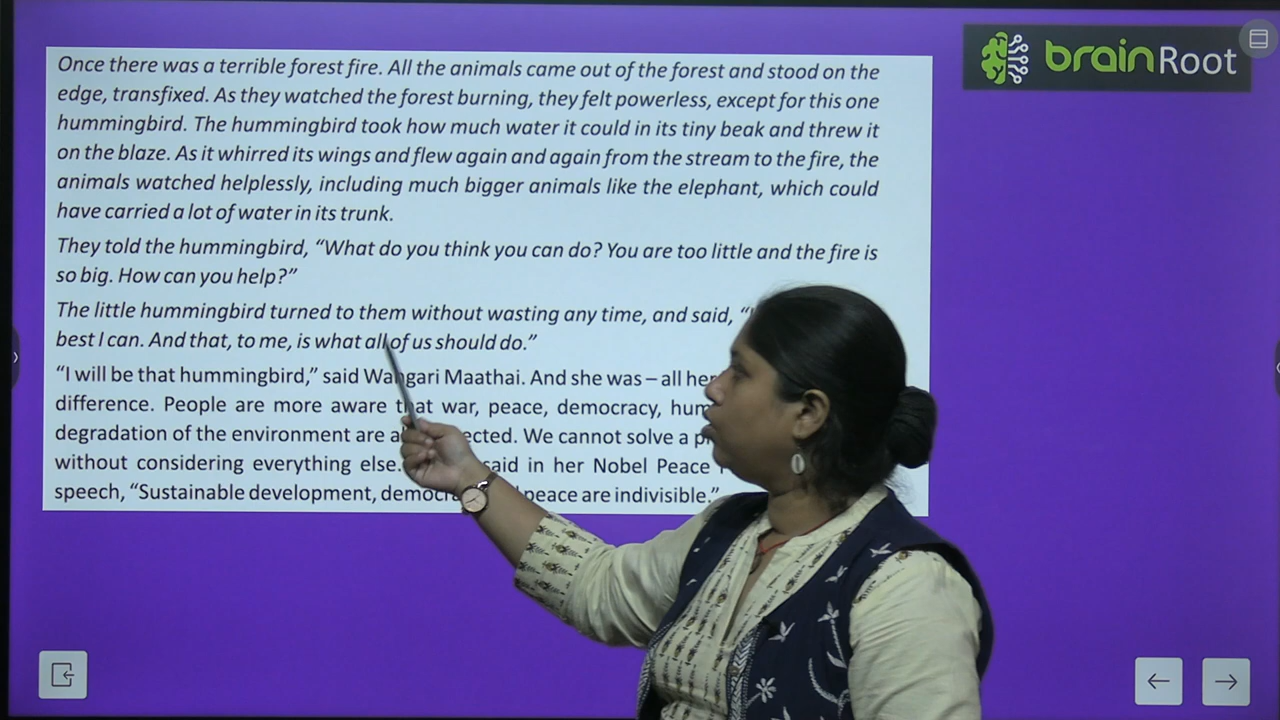 Once there was a terrible forest fire. All the animals came out of the forest and stood on the
edge, transfixed. As they watched the forest burning, they felt powerless, except for this one
hummingbird. The hummingbird took how much water it could in its tiny beak and threw it
on the blaze. As it whirred its wings and flew again and again from the stream to the fire, the
animals watched helplessly, including much bigger animals like the elephant, which could
have carried a lot of water in its trunk.
They told the hummingbird, “What do you think you can do? You are too little and the fire is
so big. How can you help?”
The little hummingbird turned to them without wasting any time, and said, “
best I can. And that, to me, is what all of us should do.”
“I will be that hummingbird,” said Wangari Maathai. And she was – all her
difference. People are more aware that war, peace, democracy,
degradation of the environment are We cannot solve a
without considering everything else. said in her Nobel Peace
speech, “Sustainable development, peace are indivisible.”
brainRoot